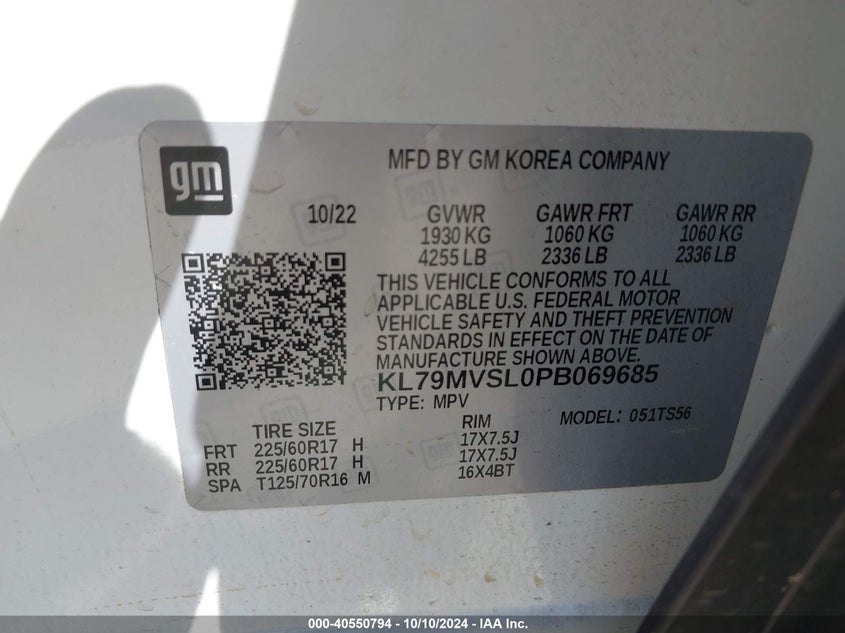 gm
MFD BY GM KOREA COMPANY
10/22 GVWR GAWR FRT GAWR RR
1930 KG 1060 KG 1060 KG
4255 LB 2336 LB 2336 LB
THIS VEHICLE CONFORMS TO ALL
APPLICABLE U.S. FEDERAL MOTOR
VEHICLE SAFETY AND THEFT PREVENTION
STANDARDS IN EFFECT ON THE DATE OF
MANUFACTURE SHOWN ABOVE.
KL79MVSL0PB069685
TYPE: MPV MODEL: 051TS56
TIRE SIZE RIM
FRT 225/60R17 H 17X7.5J
RR 225/60R17 H 17X7.5J
SPA T125/70R16 M 16X4BT
000-40550794 - 10/10/2024 - IAA Inc.